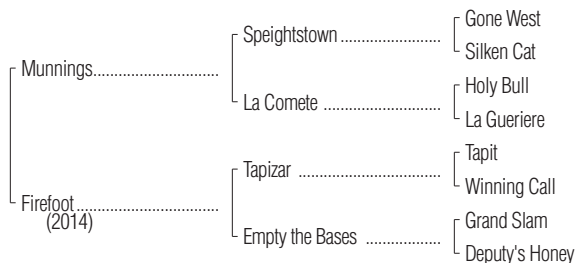 Gone West
Speightstown
Silken Cat
Munnings
Holy Bull
La Comete
La Gueriere
Tapit
Tapizar
Winning Call
Firefoot
(2014)
Grand Slam
Empty the Bases
Deputy's Honey